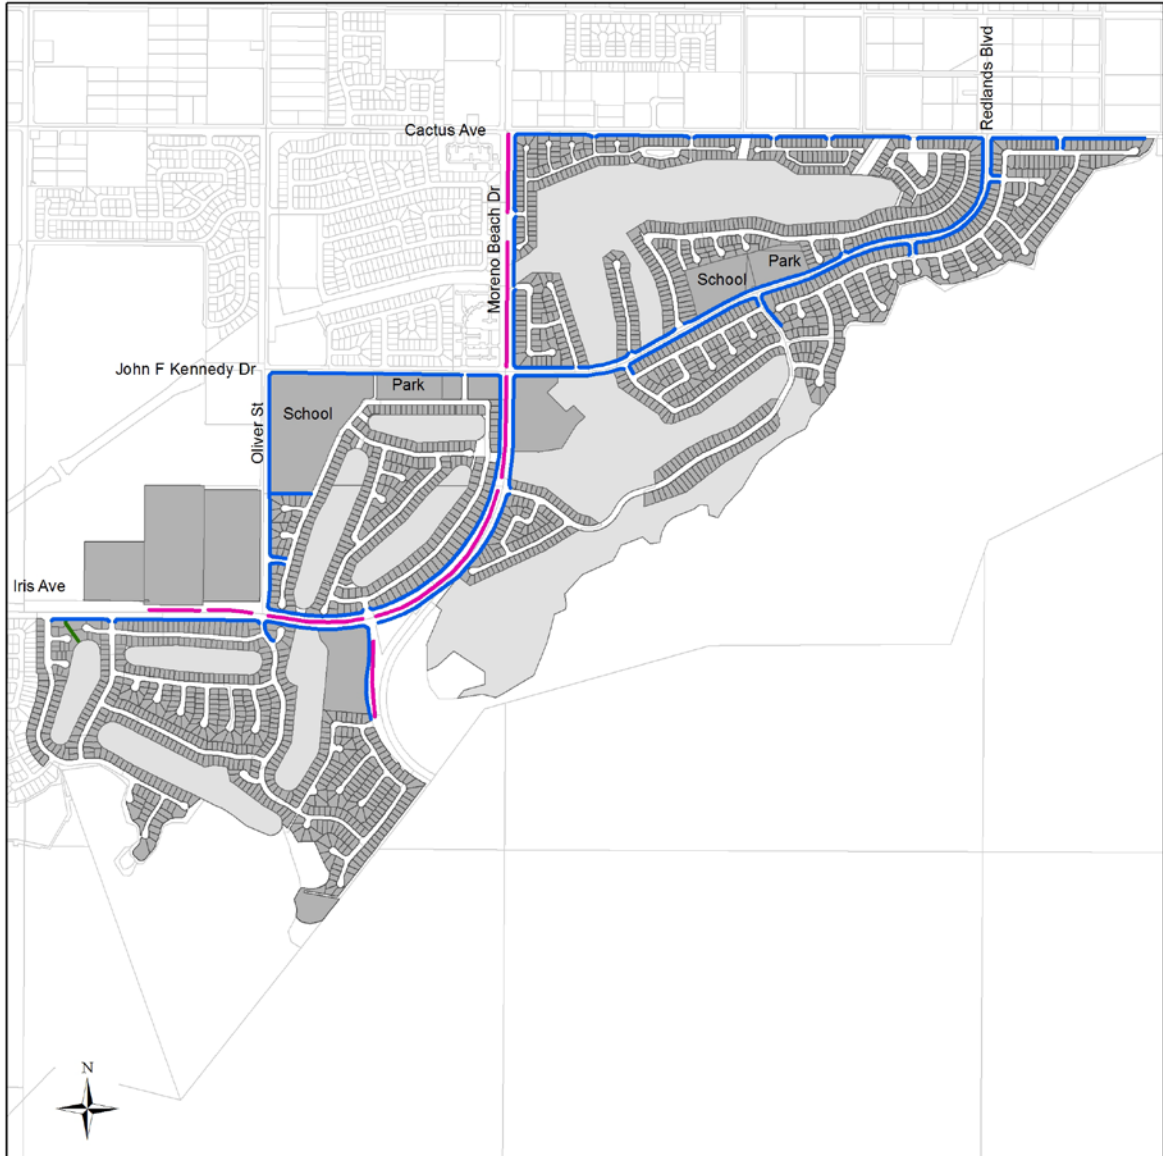 Redlands Blvd
Cactus Ave
Moreno Beach Dr
Park
School
John F Kennedy Dr
Park
School
Oliver St
Iris Ave
N